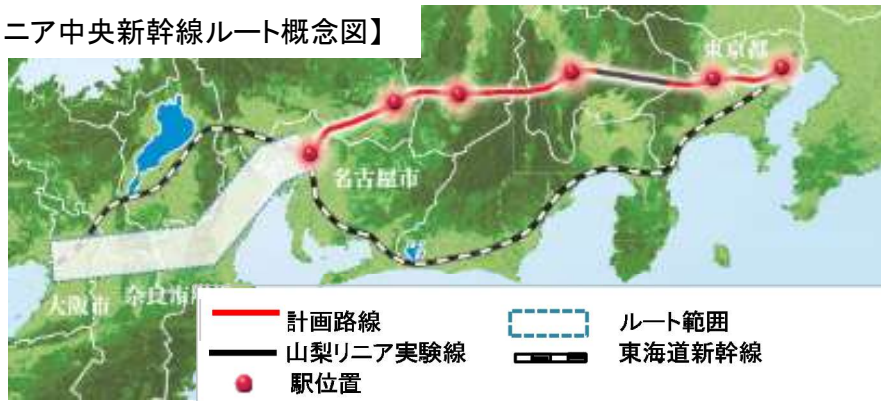 ニア中央新幹線ルート概念図】
東京都
名古屋市
大阪市
奈良市附近
計画路線
ルート範囲
山梨リニア実験線
東海道新幹線
駅位置